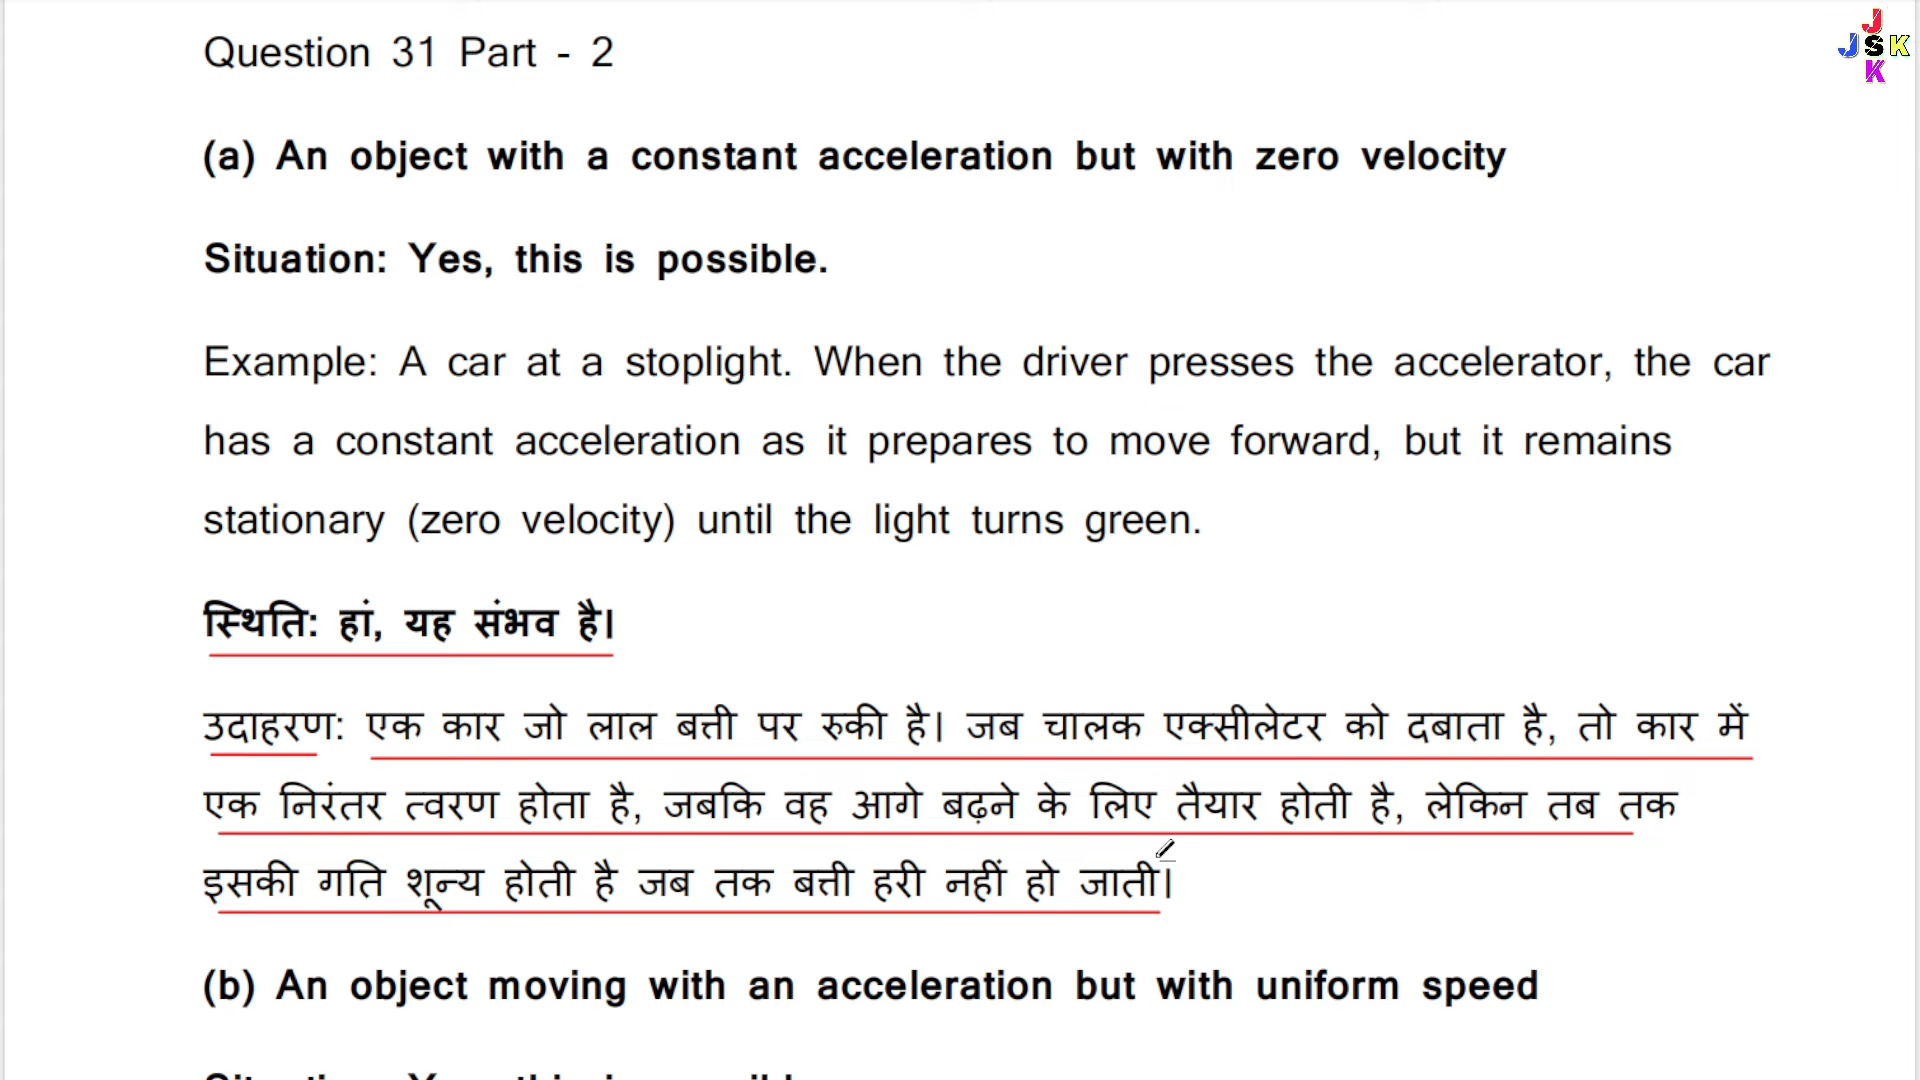 Question 31 Part - 2
J
JSK
K
(a) An object with a constant acceleration but with zero velocity
Situation: Yes, this is possible.
Example: A car at a stoplight. When the driver presses the accelerator, the car
has a constant acceleration as it prepares to move forward, but it remains
stationary (zero velocity) until the light turns green.
स्थिति: हां, यह संभव है।
उदाहरण: एक कार जो लाल बत्ती पर रुकी है। जब चालक एक्सीलेटर को दबाता है, तो कार में
एक निरंतर त्वरण होता है, जबकि वह आगे बढ़ने के लिए तैयार होती है, लेकिन तब तक
इसकी गति शून्य होती है जब तक बत्ती हरी नहीं हो जाती।
(b) An object moving with an acceleration but with uniform speed